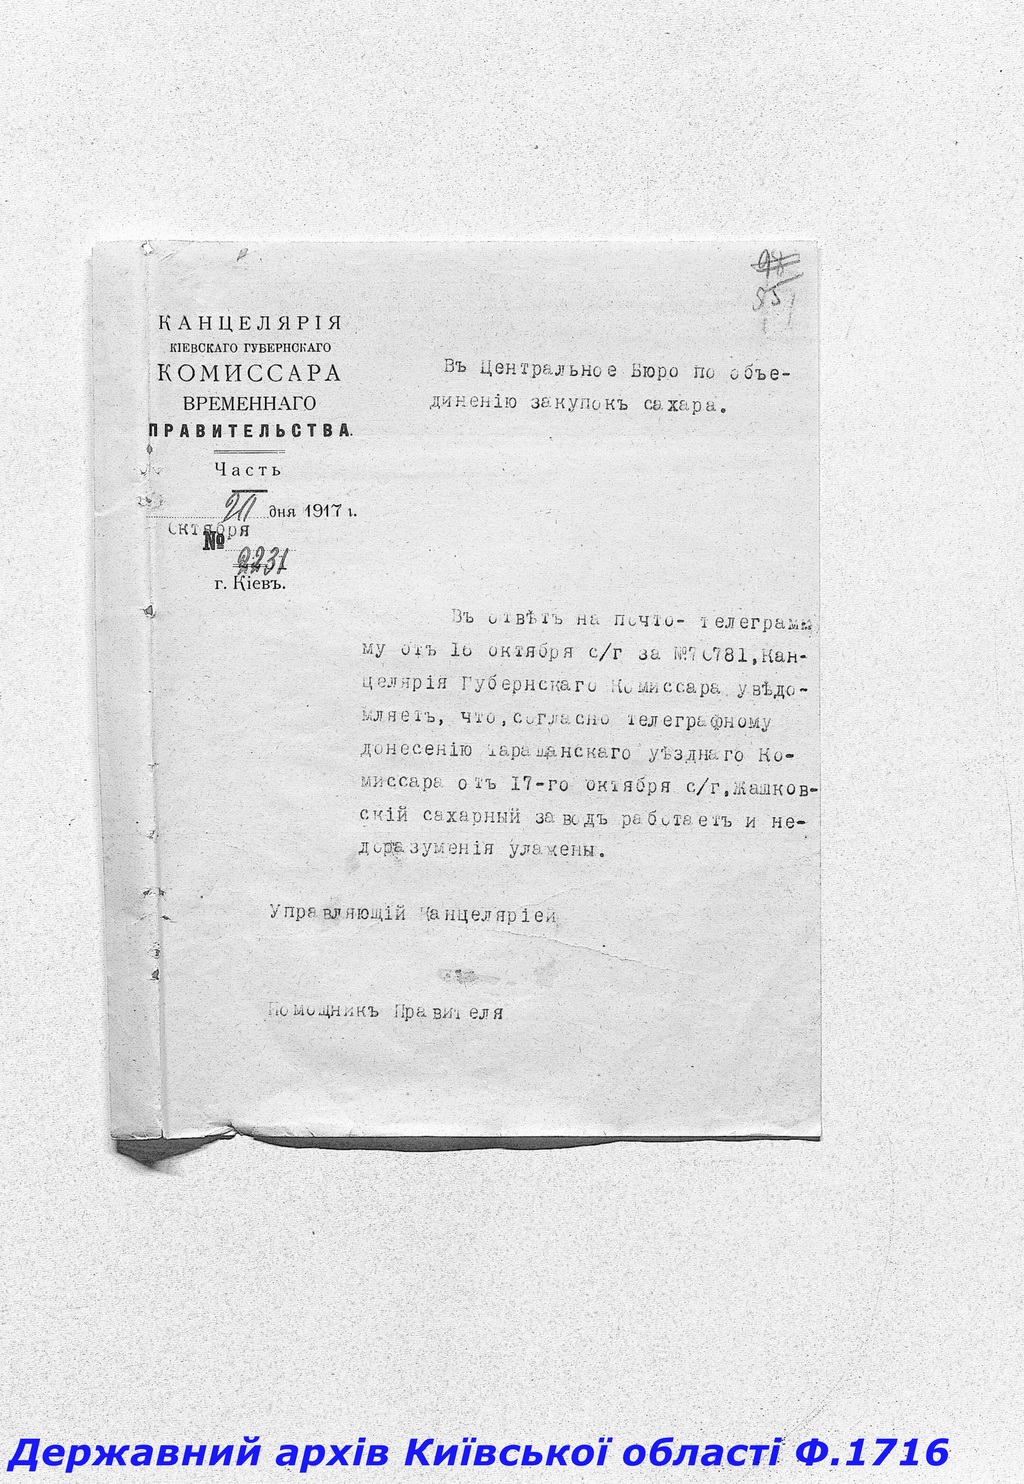 55
КАНЦЕЛЯРІЯ
КІЕВСКАГО ГУБЕРНСКАГО
КОМИССАРА
ВРЕМЕННАГО
ПРАВИТЕЛЬСТВА.
Часть
дня 1917 г.
Октября
№
2231
г. Кіевъ.
Въ Центральное Бюро по объе-
диненію закупокъ сахара.
Въ отвѣтъ на почто- телеграм
му отъ октября с/г за №70781,Кан-
целярія Губернскаго Комиссара увѣдо-
мляетъ, что,согласно телеграфному
донесенію Таращанскаго уѣзднаго Ко-
миссара отъ 17-го октября с/г,Жашков-
скій сахарный заводъ работаетъ и не-
доразуменія улажены.
Управляющій Канцеляріей
Помощникъ Правителя
Державний архів Київської області Ф.1716